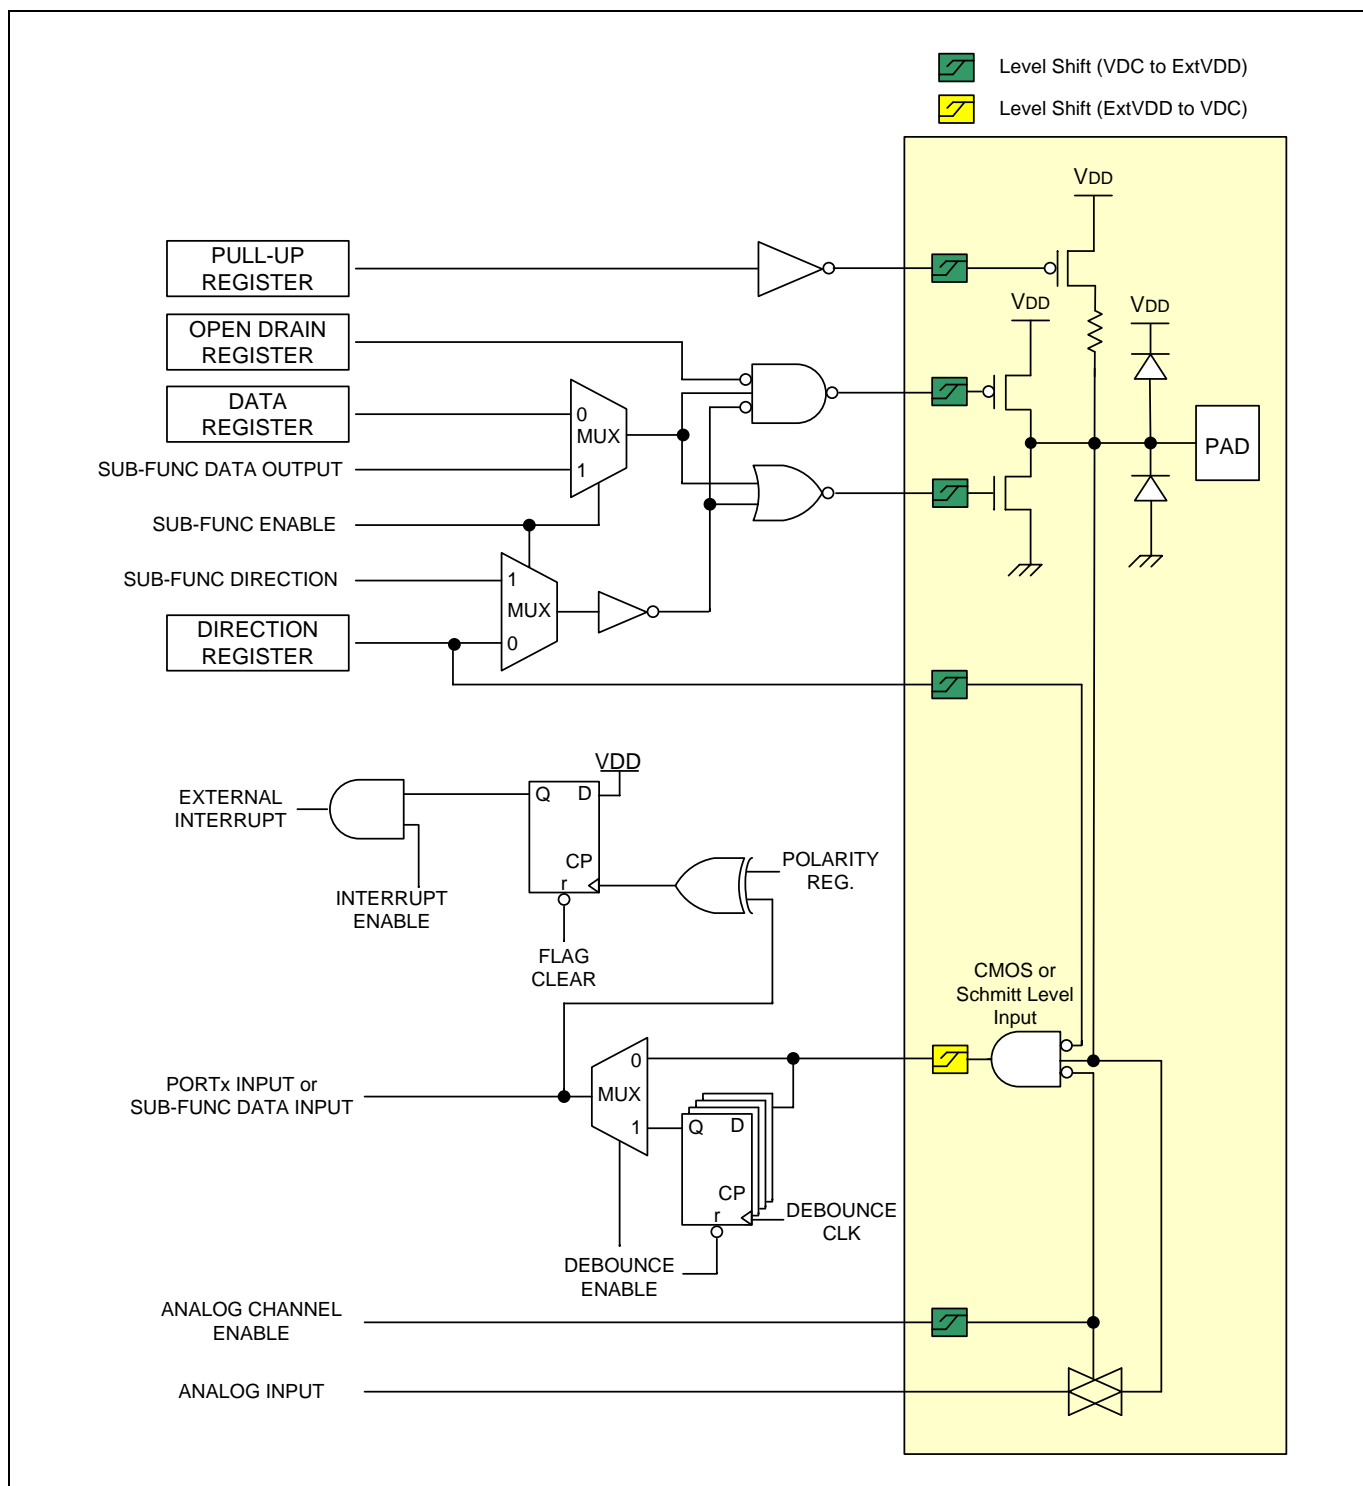 Level Shift (VDC to ExtVDD)
Level Shift (ExtVDD to VDC)
VDD
PULL-UP
REGISTER
VDD
VDD
OPEN DRAIN
REGISTER
DATA
REGISTER
0
MUX
1
PAD
SUB-FUNC DATA OUTPUT
SUB-FUNC ENABLE
SUB-FUNC DIRECTION
1
MUX
0
DIRECTION
REGISTER
VDD
Q D
CP
r
EXTERNAL
INTERRUPT
INTERRUPT
ENABLE
FLAG
CLEAR
POLARITY
REG.
CMOS or
Schmitt Level
Input
PORTx INPUT or
SUB-FUNC DATA INPUT
0
MUX
1
Q D
CP
r
DEBOUNCE
CLK
DEBOUNCE
ENABLE
ANALOG CHANNEL
ENABLE
ANALOG INPUT